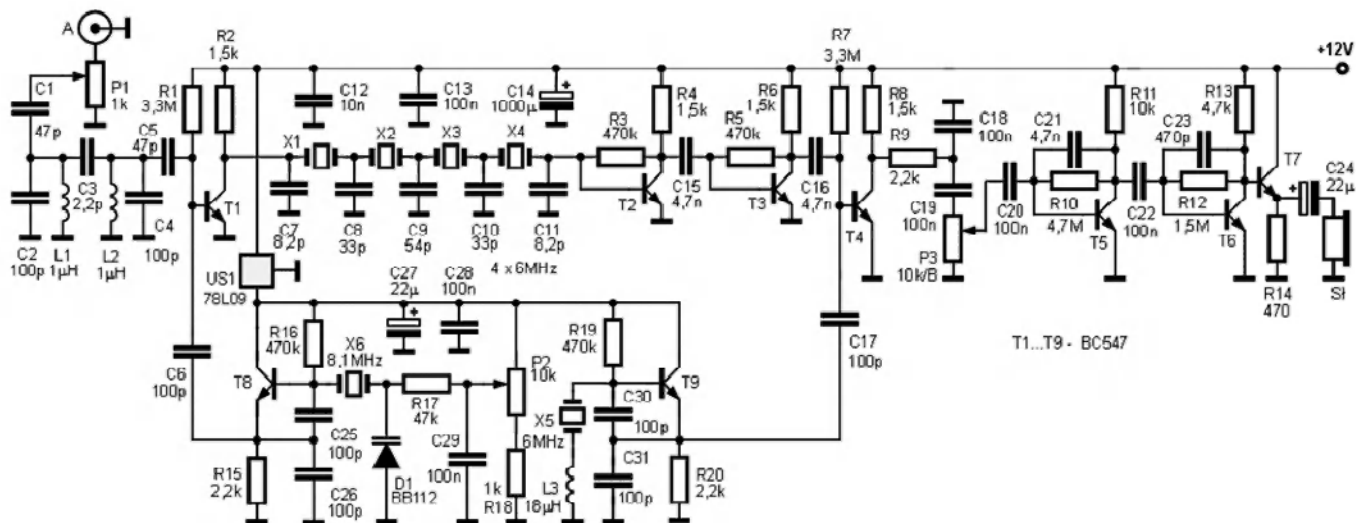 A
P1
1k
C1
47p
C2
100p
L1
1µH
C3
2,2p
L2
1µH
C5
47p
C4
100p
R1
3,3M
R2
1,5k
T1
US1
78L09
C12
10n
C13
100n
C14
1000µ
+
X1
X2
X3
X4
C7
8,2p
C8
33p
C9
54p
C10
33p
C11
8,2p
4 x 6MHz
R3
470k
R4
1,5k
T2
C15
4,7n
R5
470k
R6
1,5k
T3
C16
4,7n
R7
3,3M
R8
1,5k
T4
R9
2,2k
C18
100n
C19
100n
P3
10k/B
C20
100n
C21
4,7n
R10
4,7M
R11
10k
T5
C22
100n
C23
470p
R12
1,5M
R13
4,7k
T6
T7
+12V
C24
22µ
+
R14
470
Sł
T1...T9 - BC547
C6
100p
T8
R15
2,2k
R16
470k
C25
100p
C26
100p
X6
8,1MHz
C27
22µ
+
C28
100n
R17
47k
D1
BB112
C29
100n
P2
10k
1k
R18
R19
470k
X5
6MHz
L3
18µH
C30
100p
C31
100p
T9
R20
2,2k
C17
100p